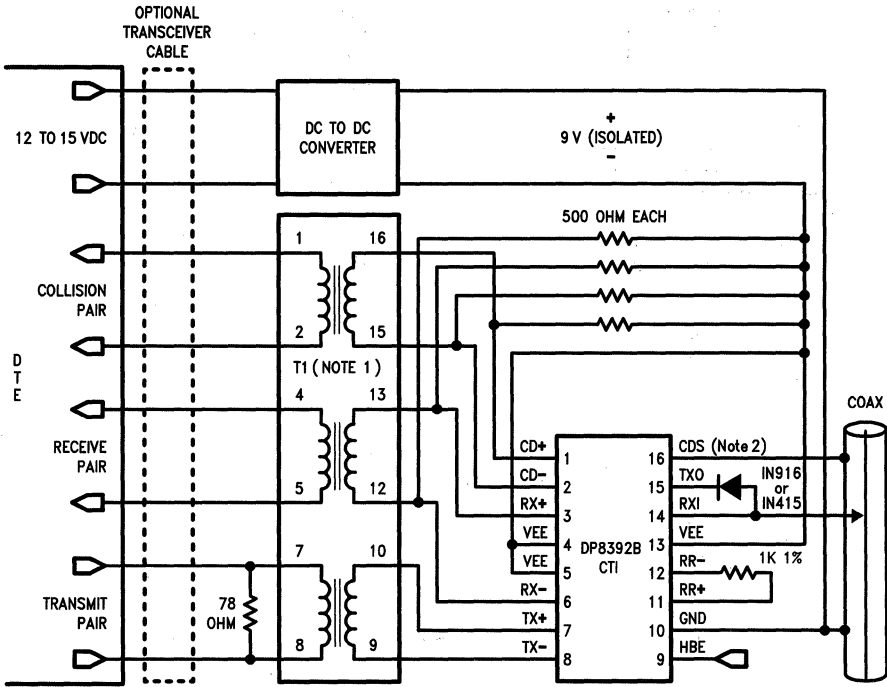 OPTIONAL
TRANSCEIVER
CABLE
12 TO 15 VDC
DC TO DC
CONVERTER
+
9 V (ISOLATED)
−
500 OHM EACH
1
16
COLLISION
PAIR
2
15
T1 ( NOTE 1 )
D
T
E
4
13
RECEIVE
PAIR
5
12
7
10
TRANSMIT
PAIR
78
OHM
8
9
COAX
CD+
1
16
CDS (Note 2)
CD-
2
15
TXO
IN916
or
IN415
RX+
3
14
RXI
VEE
4
13
VEE
DP8392B
CTI
VEE
5
12
RR-
1K 1%
RX-
6
11
RR+
TX+
7
10
GND
TX-
8
9
HBE